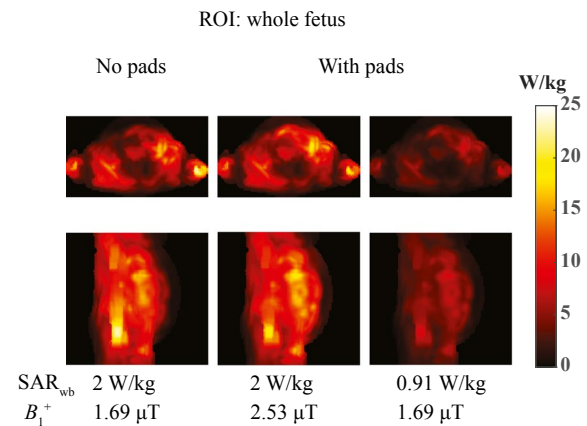 ROI: whole fetus
No pads With pads
W/kg
25
20
15
10
5
0
SAR_wb 2 W/kg 2 W/kg 0.91 W/kg
B₁⁺ 1.69 μT 2.53 μT 1.69 μT